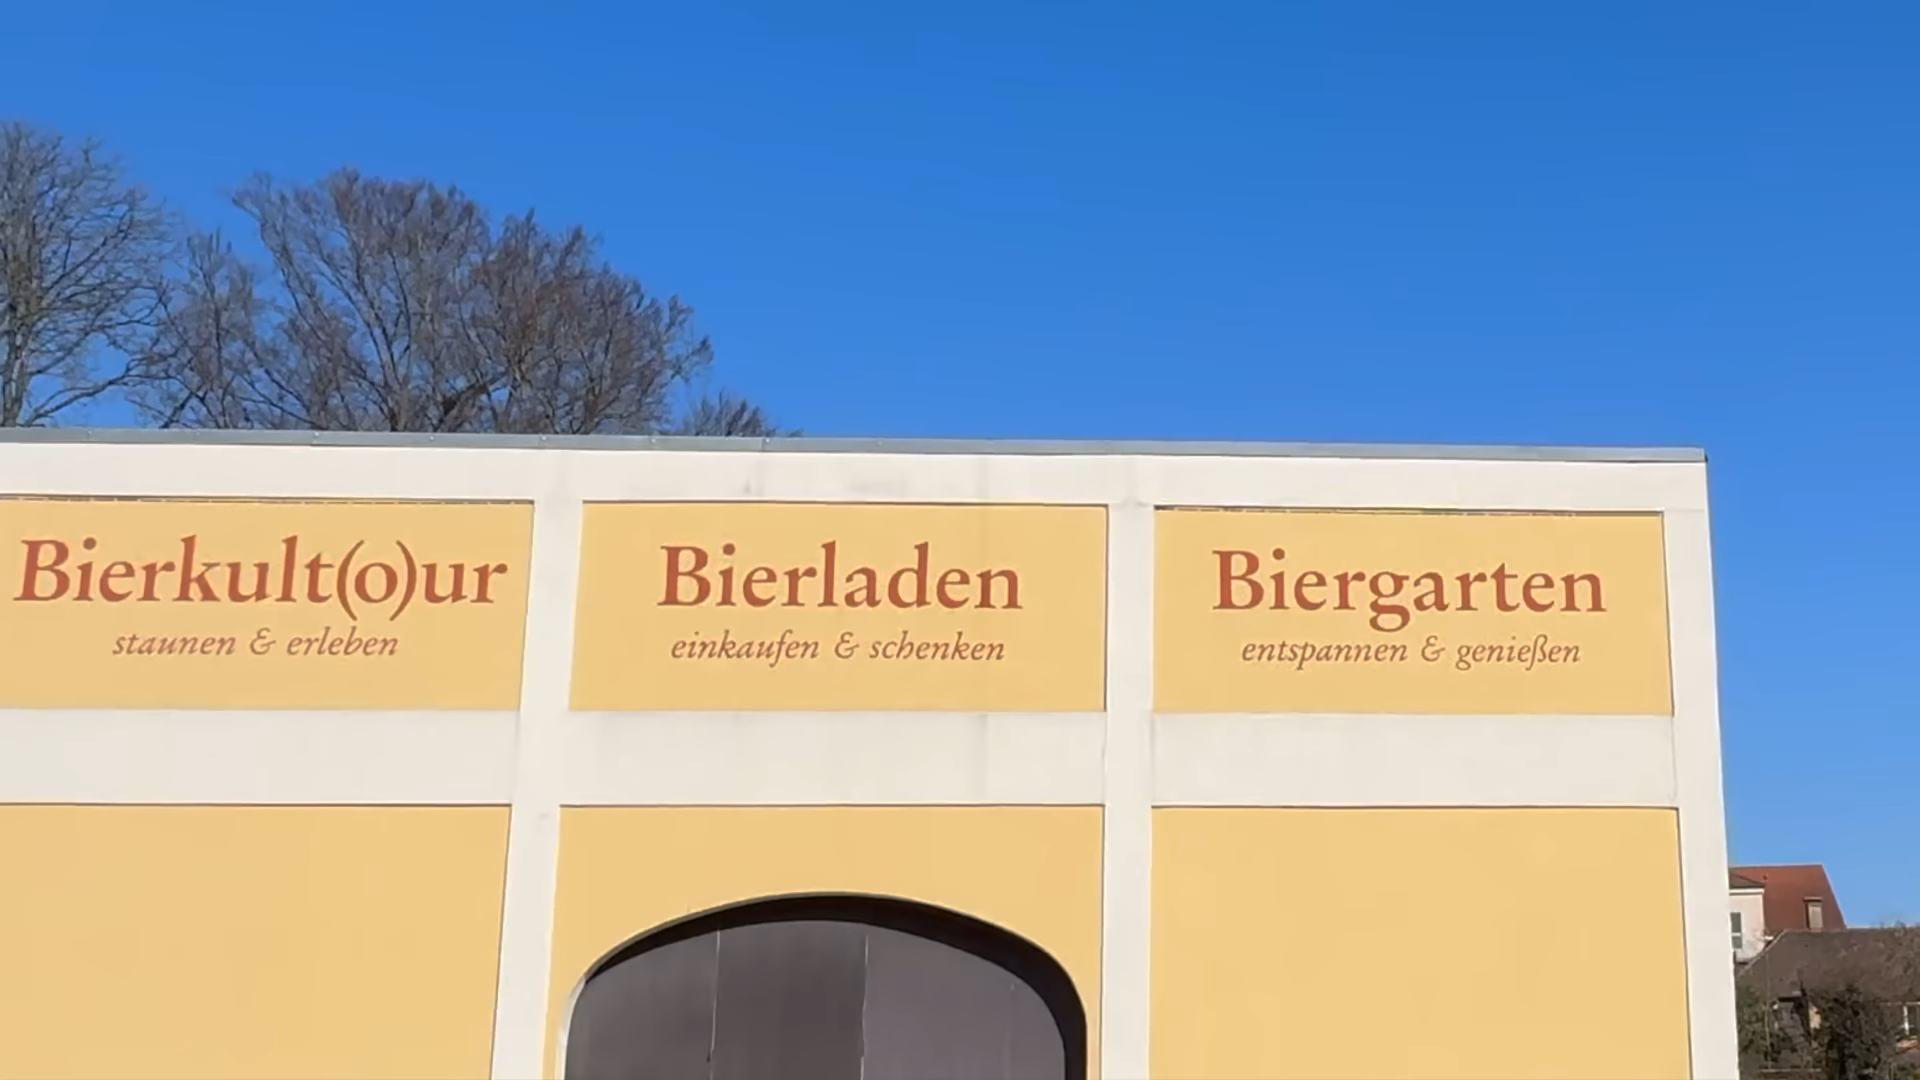 Bierkult(o)ur
staunen & erleben
Bierladen
einkaufen & schenken
Biergarten
entspannen & genießen